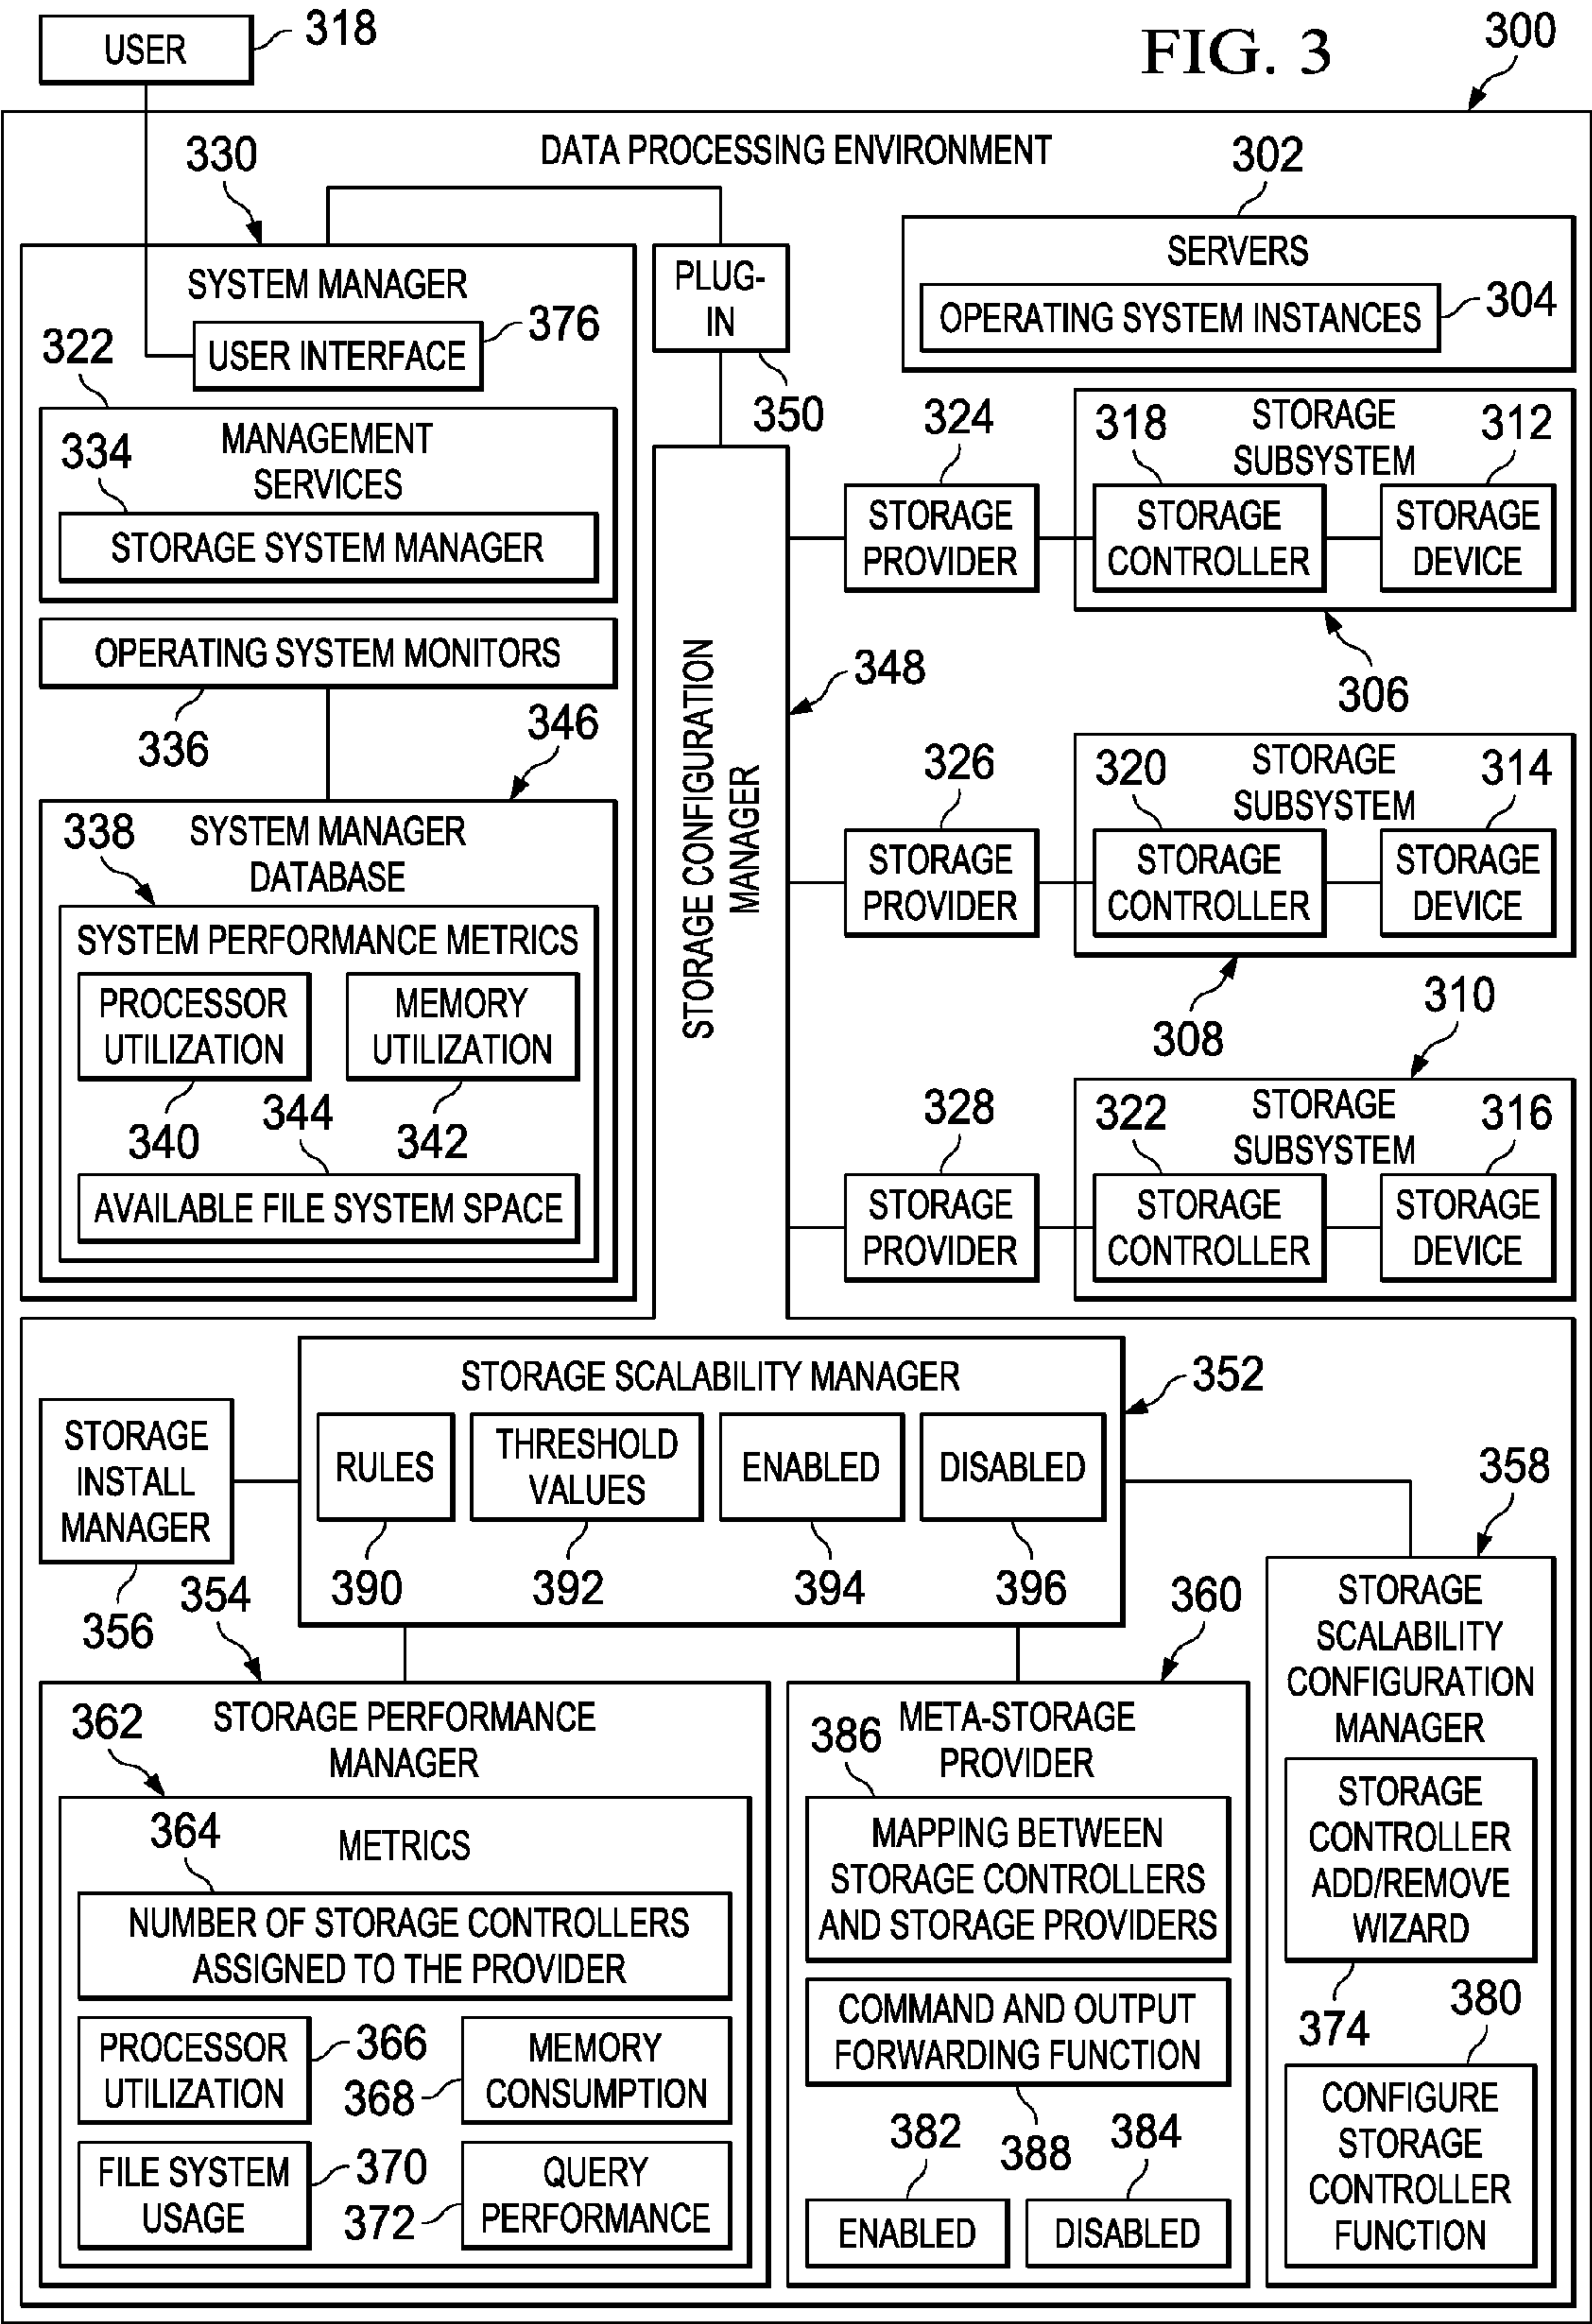 USER
318
FIG. 3
300
DATA PROCESSING ENVIRONMENT
330
SYSTEM MANAGER
USER INTERFACE
376
322
MANAGEMENT
SERVICES
334
STORAGE SYSTEM MANAGER
OPERATING SYSTEM MONITORS
336
346
338
SYSTEM MANAGER
DATABASE
SYSTEM PERFORMANCE METRICS
PROCESSOR
UTILIZATION
340
MEMORY
UTILIZATION
342
344
AVAILABLE FILE SYSTEM SPACE
PLUG-
IN
350
STORAGE CONFIGURATION
MANAGER
348
302
SERVERS
OPERATING SYSTEM INSTANCES
304
324
STORAGE
PROVIDER
STORAGE
SUBSYSTEM
318
STORAGE
CONTROLLER
312
STORAGE
DEVICE
306
326
STORAGE
PROVIDER
STORAGE
SUBSYSTEM
320
STORAGE
CONTROLLER
314
STORAGE
DEVICE
308
310
328
STORAGE
PROVIDER
STORAGE
SUBSYSTEM
322
STORAGE
CONTROLLER
316
STORAGE
DEVICE
STORAGE SCALABILITY MANAGER
352
RULES
390
THRESHOLD
VALUES
392
ENABLED
394
DISABLED
396
STORAGE
INSTALL
MANAGER
356
354
STORAGE PERFORMANCE
MANAGER
362
METRICS
364
NUMBER OF STORAGE CONTROLLERS
ASSIGNED TO THE PROVIDER
PROCESSOR
UTILIZATION
366
MEMORY
CONSUMPTION
368
FILE SYSTEM
USAGE
370
QUERY
PERFORMANCE
372
360
META-STORAGE
PROVIDER
386
MAPPING BETWEEN
STORAGE CONTROLLERS
AND STORAGE PROVIDERS
COMMAND AND OUTPUT
FORWARDING FUNCTION
388
382
ENABLED
384
DISABLED
358
STORAGE
SCALABILITY
CONFIGURATION
MANAGER
STORAGE
CONTROLLER
ADD/REMOVE
WIZARD
374
380
CONFIGURE
STORAGE
CONTROLLER
FUNCTION